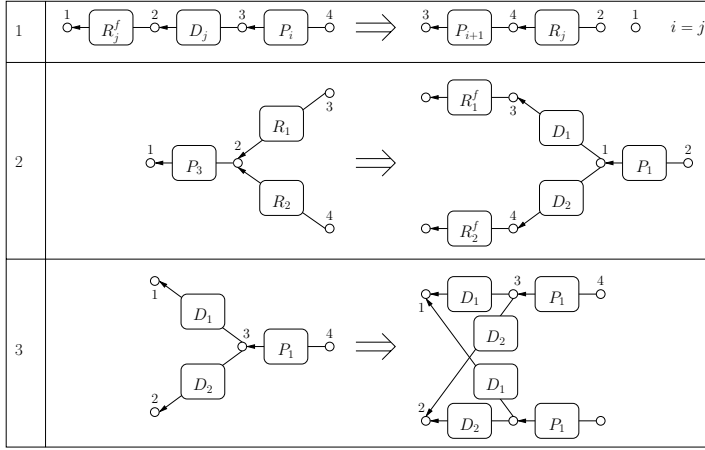 1 1 R_j^f 2 D_j 3 P_i 4 ⟹ 3 P_{i+1} 4 R_j 2 1 i = j
2 1 P_3 2 R_1 3 R_2 4 ⟹ R_1^f 3 D_1 R_2^f 4 D_2 1 P_1 2
3 1 D_1 2 D_2 3 P_1 4 ⟹ 1 D_1 3 P_1 4 D_2 D_1 2 D_2 P_1